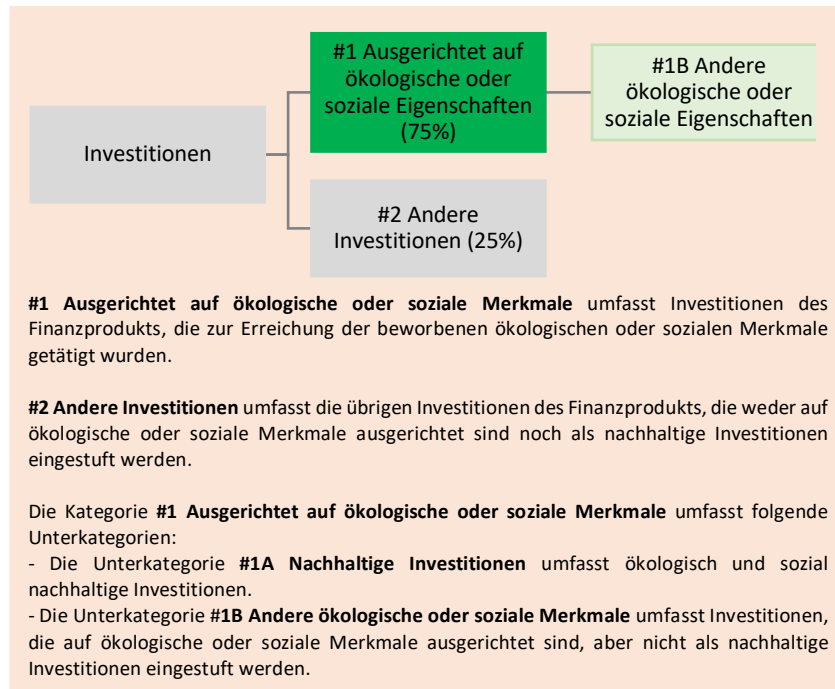 #1 Ausgerichtet auf
ökologische oder
soziale Eigenschaften
(75%)
#1B Andere
ökologische oder
soziale Eigenschaften
Investitionen
#2 Andere
Investitionen (25%)
#1 Ausgerichtet auf ökologische oder soziale Merkmale umfasst Investitionen des
Finanzprodukts, die zur Erreichung der beworbenen ökologischen oder sozialen Merkmale
getätigt wurden.
#2 Andere Investitionen umfasst die übrigen Investitionen des Finanzprodukts, die weder auf
ökologische oder soziale Merkmale ausgerichtet sind noch als nachhaltige Investitionen
eingestuft werden.
Die Kategorie #1 Ausgerichtet auf ökologische oder soziale Merkmale umfasst folgende
Unterkategorien:
- Die Unterkategorie #1A Nachhaltige Investitionen umfasst ökologisch und sozial
nachhaltige Investitionen.
- Die Unterkategorie #1B Andere ökologische oder soziale Merkmale umfasst Investitionen,
die auf ökologische oder soziale Merkmale ausgerichtet sind, aber nicht als nachhaltige
Investitionen eingestuft werden.